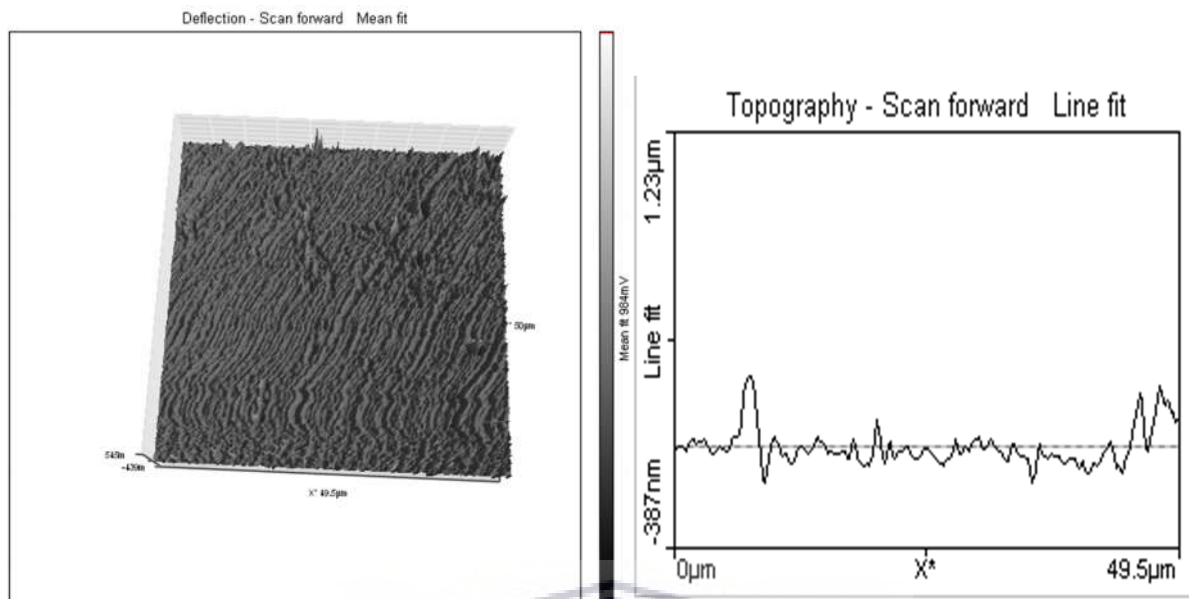 Deflection - Scan forward Mean fit
50µm
X* 49.5µm
Mean fit 984mV
Topography - Scan forward Line fit
1.23µm
Line fit
-387nm
0µm X* 49.5µm